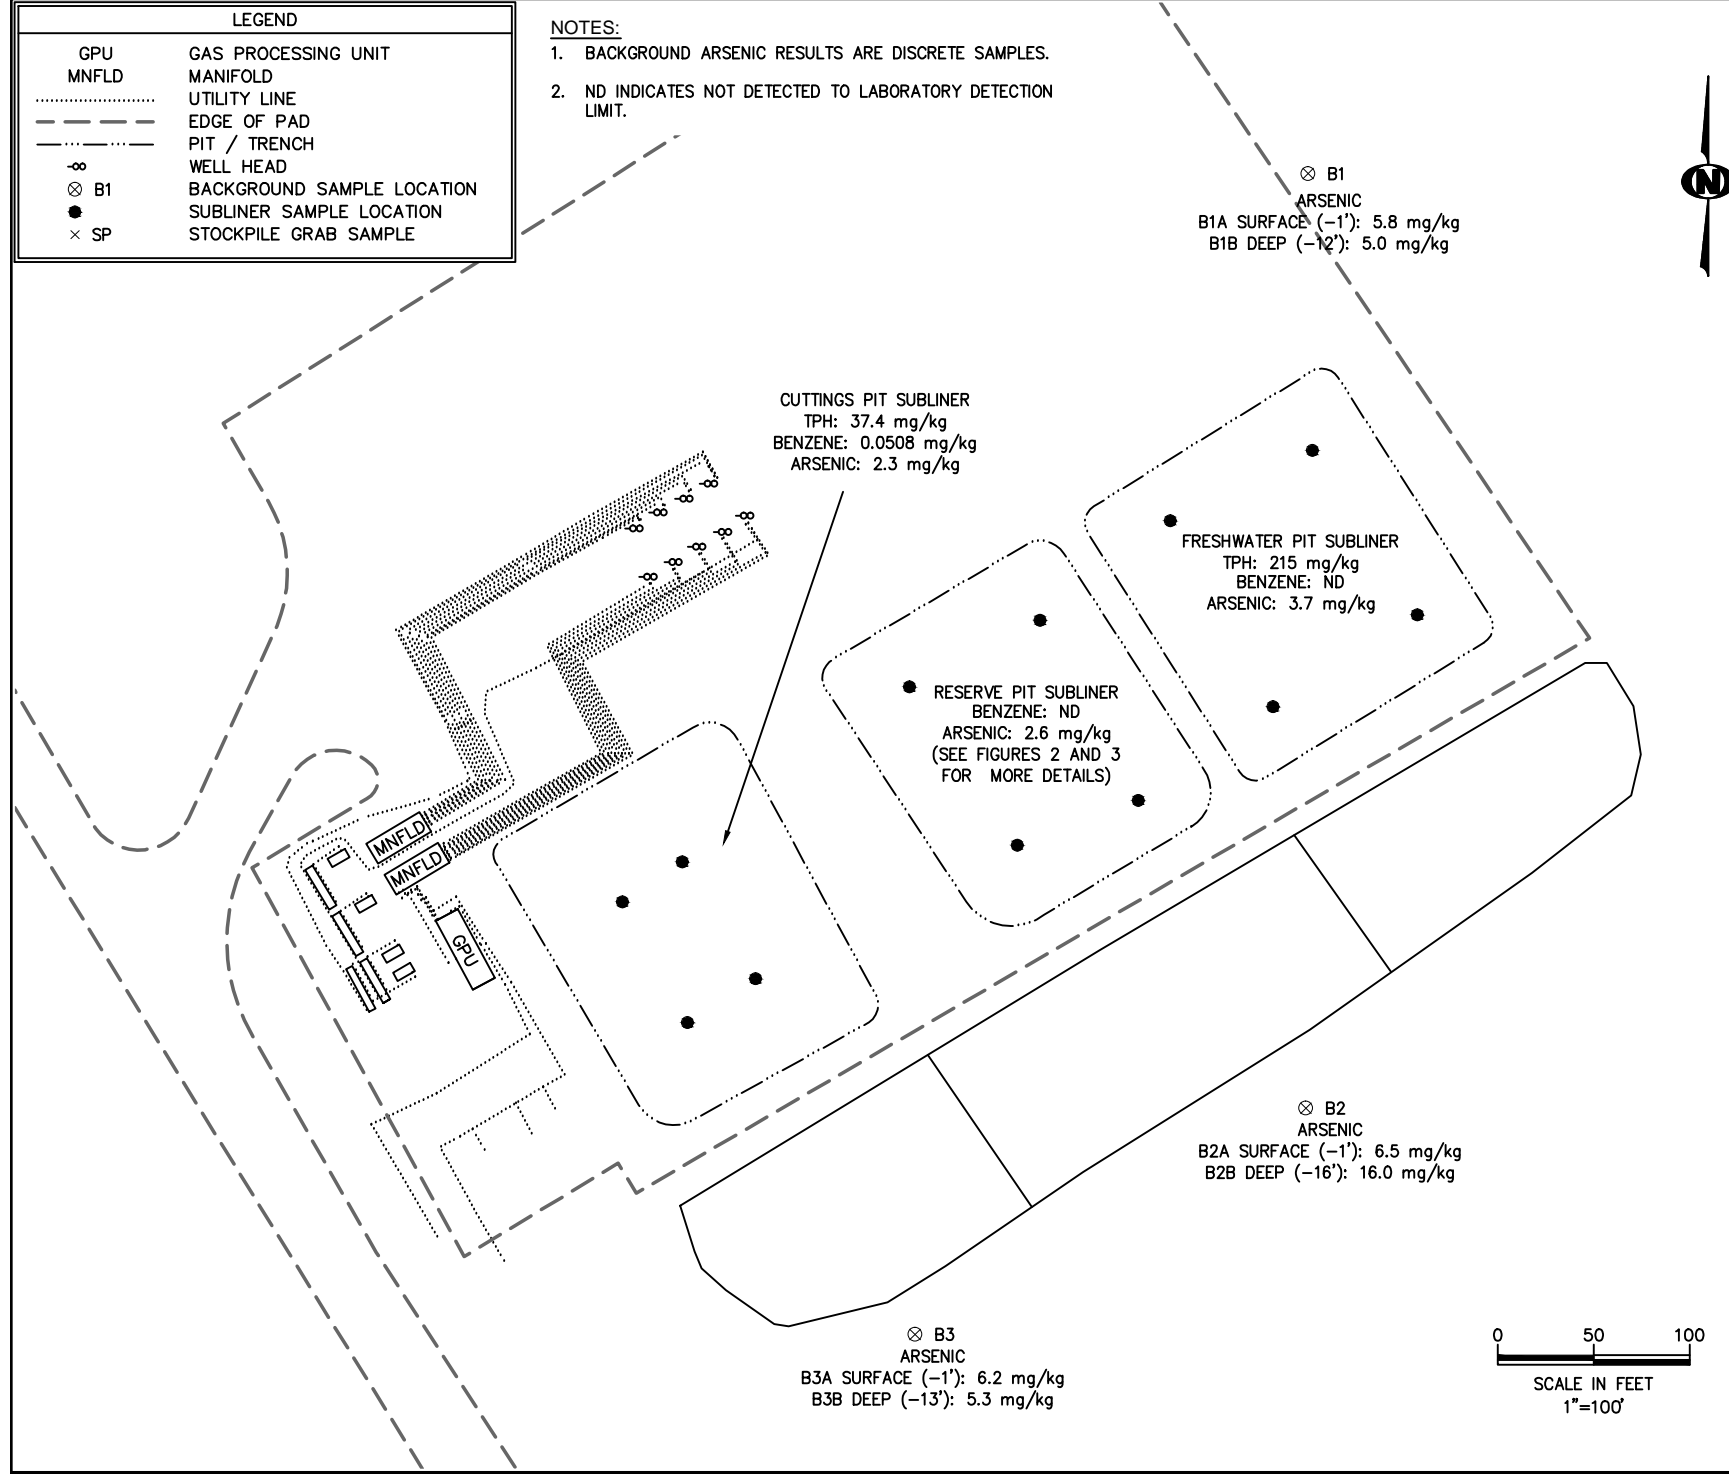 LEGEND
GPU GAS PROCESSING UNIT
MNFLD MANIFOLD
UTILITY LINE
EDGE OF PAD
PIT / TRENCH
WELL HEAD
B1 BACKGROUND SAMPLE LOCATION
SUBLINER SAMPLE LOCATION
× SP STOCKPILE GRAB SAMPLE
NOTES:
1. BACKGROUND ARSENIC RESULTS ARE DISCRETE SAMPLES.
2. ND INDICATES NOT DETECTED TO LABORATORY DETECTION
LIMIT.
N
B1
ARSENIC
B1A SURFACE (-1'): 5.8 mg/kg
B1B DEEP (-12'): 5.0 mg/kg
CUTTINGS PIT SUBLINER
TPH: 37.4 mg/kg
BENZENE: 0.0508 mg/kg
ARSENIC: 2.3 mg/kg
FRESHWATER PIT SUBLINER
TPH: 215 mg/kg
BENZENE: ND
ARSENIC: 3.7 mg/kg
RESERVE PIT SUBLINER
BENZENE: ND
ARSENIC: 2.6 mg/kg
(SEE FIGURES 2 AND 3
FOR MORE DETAILS)
MNFLD
MNFLD
GPU
B2
ARSENIC
B2A SURFACE (-1'): 6.5 mg/kg
B2B DEEP (-16'): 16.0 mg/kg
B3
ARSENIC
B3A SURFACE (-1'): 6.2 mg/kg
B3B DEEP (-13'): 5.3 mg/kg
0 50 100
SCALE IN FEET
1"=100'